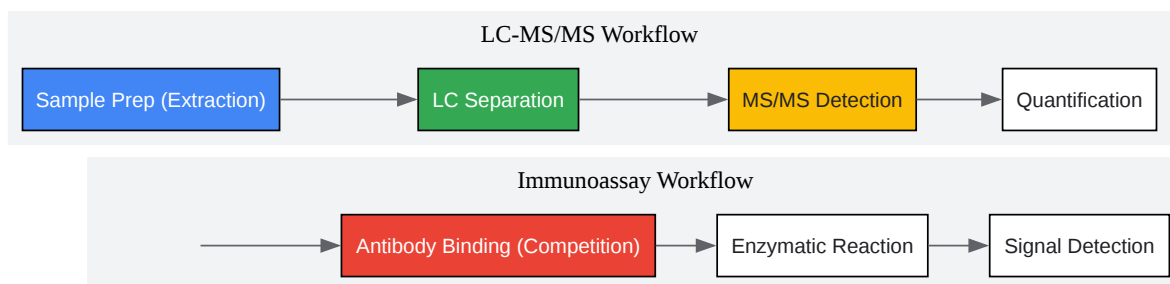 LC-MS/MS Workflow
Sample Prep (Extraction)
LC Separation
MS/MS Detection
Quantification
Immunoassay Workflow
Antibody Binding (Competition)
Enzymatic Reaction
Signal Detection